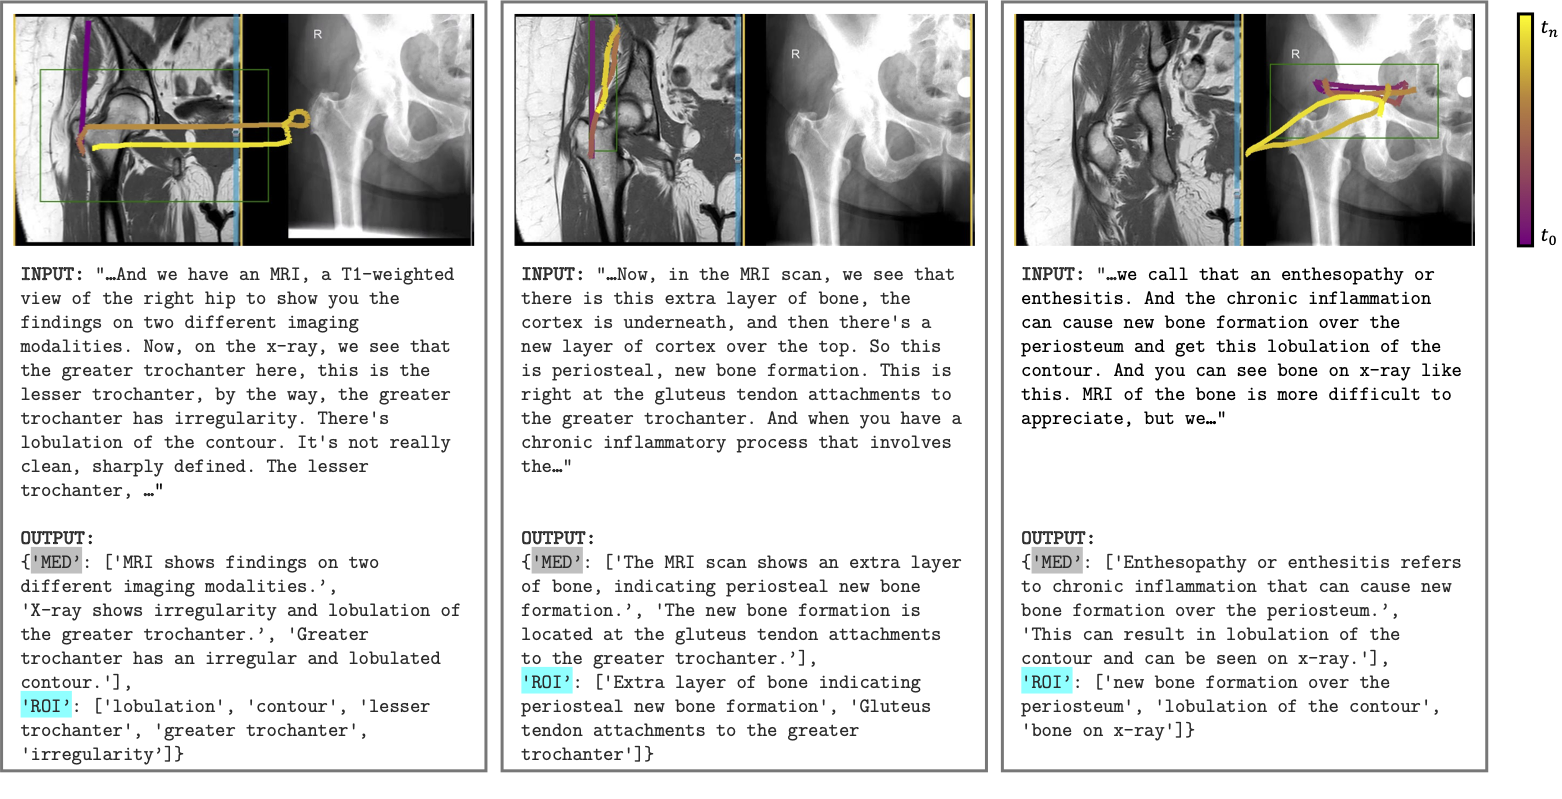 R
INPUT: "…And we have an MRI, a T1-weighted
view of the right hip to show you the
findings on two different imaging
modalities. Now, on the x-ray, we see that
the greater trochanter here, this is the
lesser trochanter, by the way, the greater
trochanter has irregularity. There's
lobulation of the contour. It's not really
clean, sharply defined. The lesser
trochanter, …"
OUTPUT:
{'MED’: ['MRI shows findings on two
different imaging modalities.’,
'X-ray shows irregularity and lobulation of
the greater trochanter.’, 'Greater
trochanter has an irregular and lobulated
contour.'],
'ROI’: ['lobulation', 'contour', 'lesser
trochanter', 'greater trochanter',
'irregularity’]}
R
INPUT: "…Now, in the MRI scan, we see that
there is this extra layer of bone, the
cortex is underneath, and then there's a
new layer of cortex over the top. So this
is periosteal, new bone formation. This is
right at the gluteus tendon attachments to
the greater trochanter. And when you have a
chronic inflammatory process that involves
the…"
OUTPUT:
{'MED’: ['The MRI scan shows an extra layer
of bone, indicating periosteal new bone
formation.’, 'The new bone formation is
located at the gluteus tendon attachments
to the greater trochanter.’],
'ROI’: ['Extra layer of bone indicating
periosteal new bone formation', 'Gluteus
tendon attachments to the greater
trochanter']}
R
INPUT: "…we call that an enthesopathy or
enthesitis. And the chronic inflammation
can cause new bone formation over the
periosteum and get this lobulation of the
contour. And you can see bone on x-ray like
this. MRI of the bone is more difficult to
appreciate, but we…"
OUTPUT:
{'MED’: ['Enthesopathy or enthesitis refers
to chronic inflammation that can cause new
bone formation over the periosteum.’,
'This can result in lobulation of the
contour and can be seen on x-ray.'],
'ROI’: ['new bone formation over the
periosteum', 'lobulation of the contour',
'bone on x-ray']}
tn
t0